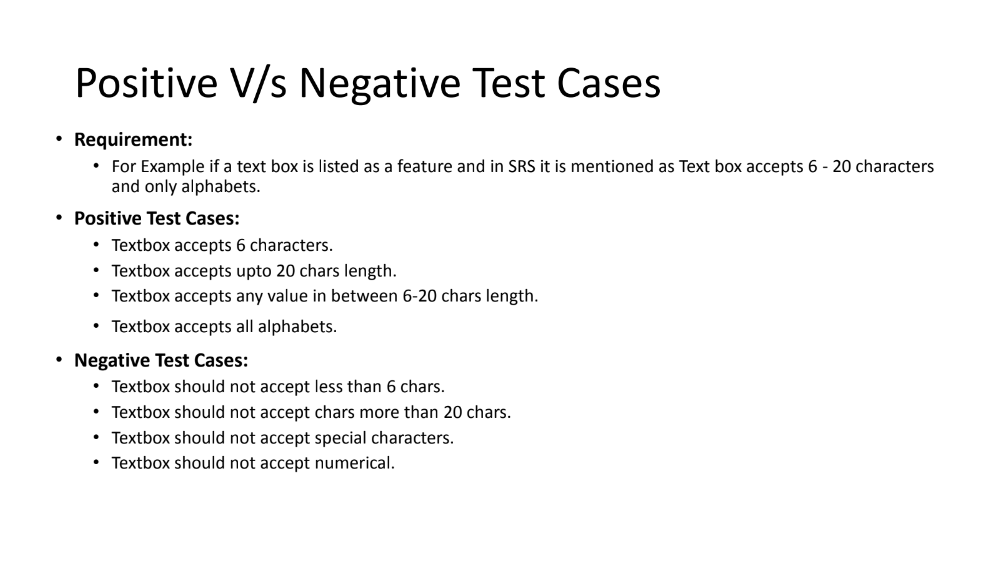 Positive V/s Negative Test Cases
• Requirement:
• For Example if a text box is listed as a feature and in SRS it is mentioned as Text box accepts 6 - 20 characters
and only alphabets.
• Positive Test Cases:
• Textbox accepts 6 characters.
• Textbox accepts upto 20 chars length.
• Textbox accepts any value in between 6-20 chars length.
• Textbox accepts all alphabets.
• Negative Test Cases:
• Textbox should not accept less than 6 chars.
• Textbox should not accept chars more than 20 chars.
• Textbox should not accept special characters.
• Textbox should not accept numerical.